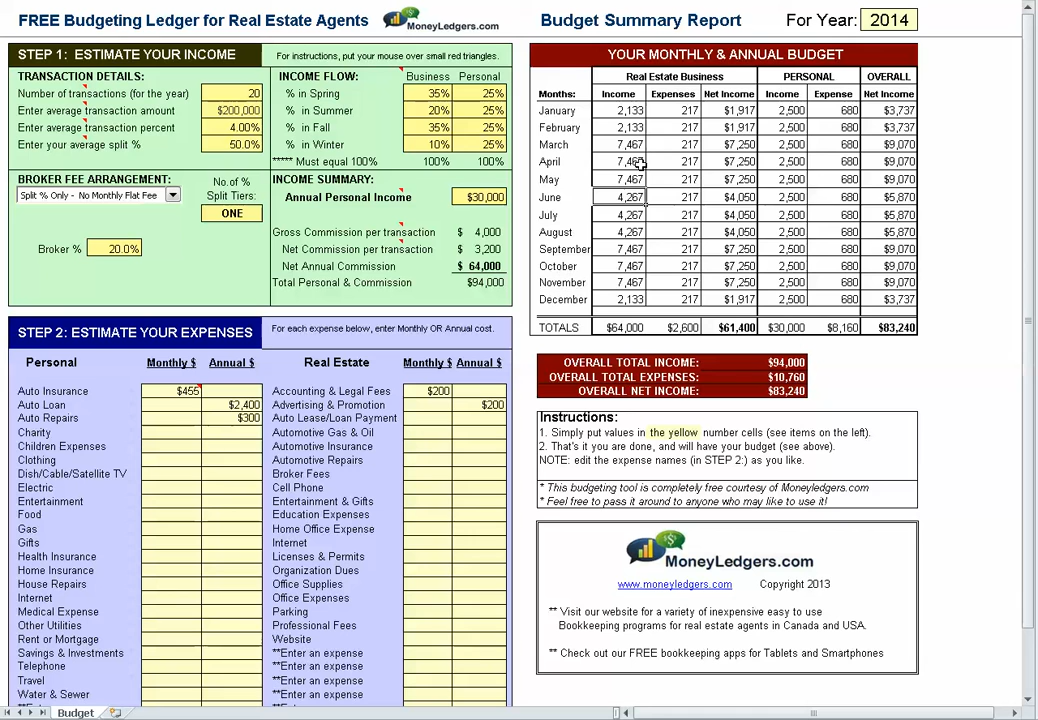 FREE Budgeting Ledger for Real Estate Agents MoneyLedgers.com Budget Summary Report For Year: 2014
STEP 1: ESTIMATE YOUR INCOME For instructions, put your mouse over small red triangles.
TRANSACTION DETAILS: INCOME FLOW: Business Personal
Number of transactions (for the year) 20 % in Spring 35% 25%
Enter average transaction amount $200,000 % in Summer 20% 25%
Enter average transaction percent 4.00% % in Fall 35% 25%
Enter your average split % 50.0% % in Winter 10% 25%
***** Must equal 100% 100% 100%
BROKER FEE ARRANGEMENT: No. of % Split Tiers: INCOME SUMMARY:
Split % Only - No Monthly Flat Fee ONE Annual Personal Income $30,000
Gross Commission per transaction $ 4,000
Broker % 20.0% Net Commission per transaction $ 3,200
Net Annual Commission $ 64,000
Total Personal & Commission $94,000
STEP 2: ESTIMATE YOUR EXPENSES For each expense below, enter Monthly OR Annual cost.
Personal Monthly $ Annual $ Real Estate Monthly $ Annual $
Auto Insurance $455 Accounting & Legal Fees $200
Auto Loan $2,400 Advertising & Promotion $200
Auto Repairs $300 Auto Lease/Loan Payment
Charity Automotive Gas & Oil
Children Expenses Automotive Insurance
Clothing Automotive Repairs
Dish/Cable/Satellite TV Broker Fees
Electric Cell Phone
Entertainment Entertainment & Gifts
Food Education Expenses
Gas Home Office Expense
Gifts Internet
Health Insurance Licenses & Permits
Home Insurance Organization Dues
House Repairs Office Supplies
Internet Office Expenses
Medical Expense Parking
Other Utilities Professional Fees
Rent or Mortgage Website
Savings & Investments **Enter an expense
Telephone **Enter an expense
Travel **Enter an expense
Water & Sewer **Enter an expense
YOUR MONTHLY & ANNUAL BUDGET
Real Estate Business PERSONAL OVERALL
Months: Income Expenses Net Income Income Expense Net Income
January 2,133 217 $1,917 2,500 680 $3,737
February 2,133 217 $1,917 2,500 680 $3,737
March 7,467 217 $7,250 2,500 680 $9,070
April 7,467 217 $7,250 2,500 680 $9,070
May 7,467 217 $7,250 2,500 680 $9,070
June 4,267 217 $4,050 2,500 680 $5,870
July 4,267 217 $4,050 2,500 680 $5,870
August 4,267 217 $4,050 2,500 680 $5,870
September 7,467 217 $7,250 2,500 680 $9,070
October 7,467 217 $7,250 2,500 680 $9,070
November 7,467 217 $7,250 2,500 680 $9,070
December 2,133 217 $1,917 2,500 680 $3,737
TOTALS $64,000 $2,600 $61,400 $30,000 $8,160 $83,240
OVERALL TOTAL INCOME: $94,000
OVERALL TOTAL EXPENSES: $10,760
OVERALL NET INCOME: $83,240
Instructions:
1. Simply put values in the yellow number cells (see items on the left).
2. That's it you are done, and will have your budget (see above).
NOTE: edit the expense names (in STEP 2:) as you like.
* This budgeting tool is completely free courtesy of Moneyledgers.com
* Feel free to pass it around to anyone who may like to use it!
MoneyLedgers.com
www.moneyledgers.com Copyright 2013
** Visit our website for a variety of inexpensive easy to use
Bookkeeping programs for real estate agents in Canada and USA.
** Check out our FREE bookkeeping apps for Tablets and Smartphones
Budget